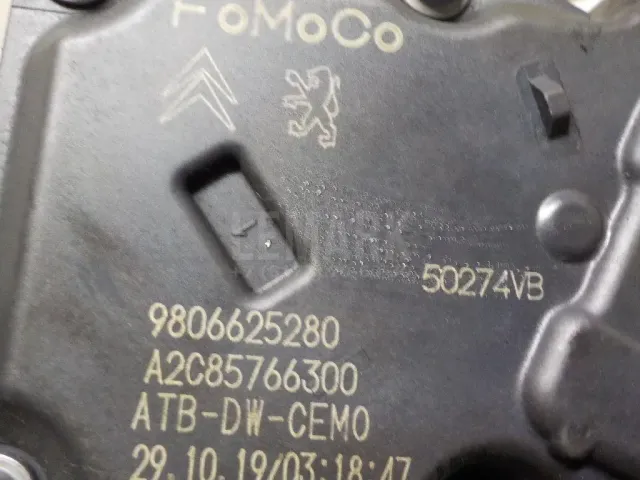 FoMoCo
50274VB
9806625280
A2C85766300
ATB-DW-CEMO
29.10.19/03:18:47